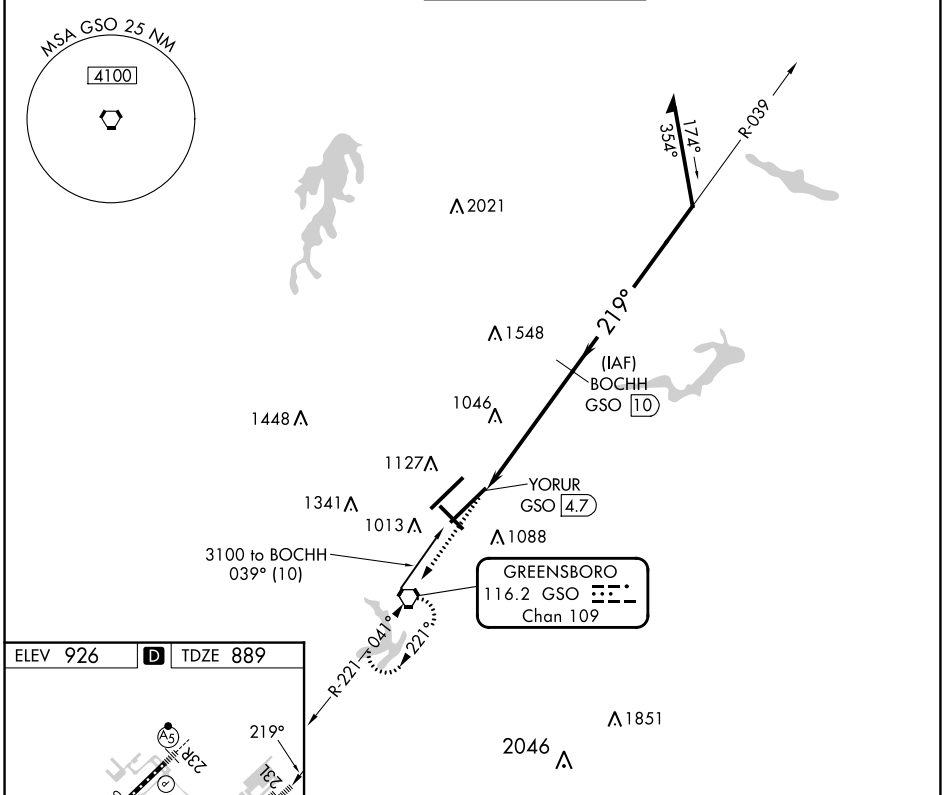 MSA GSO 25 NM
4100
R-039
174°
354°
2021
219°
1548
(IAF)
BOCHH
GSO 10
1046
1448
1127
YORUR
GSO 4.7
1341
1013
1088
3100 to BOCHH
039° (10)
GREENSBORO
116.2 GSO
Chan 109
R-221
041°
221°
ELEV 926 D TDZE 889
1851
2046
219°
A5
23R
23L
P